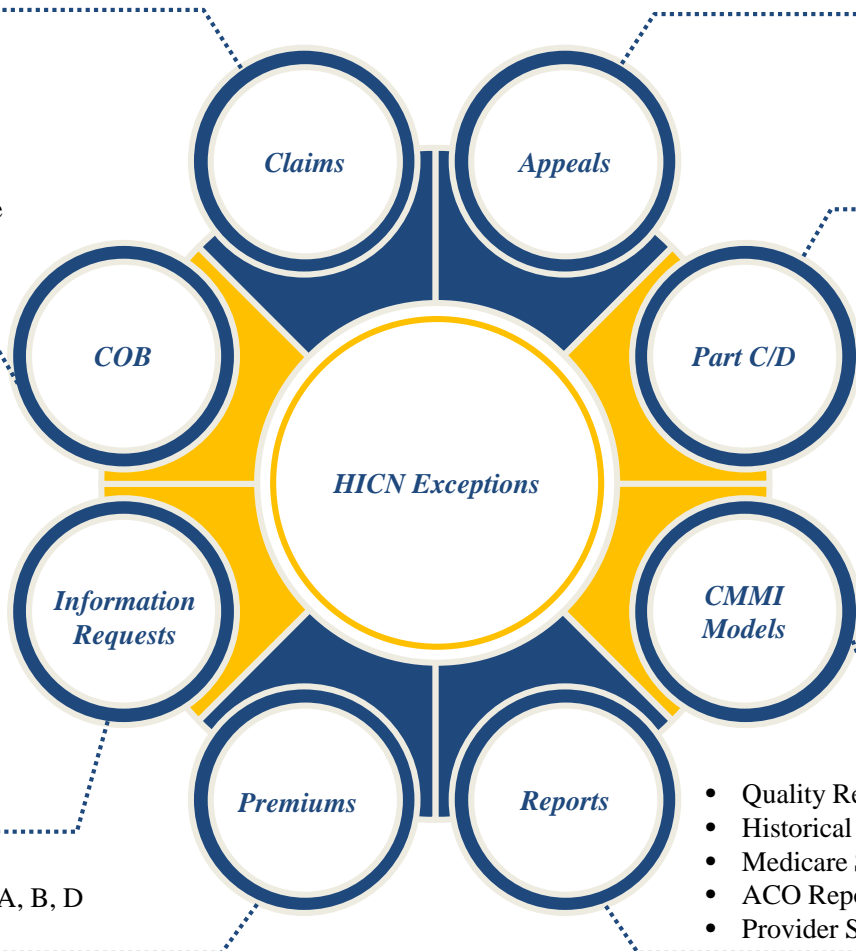 Claims
Appeals
e
COB
Part C/D
HICN Exceptions
Information
Requests
CMMI
Models
Premiums
Reports
• Quality Re
• Historical
• Medicare
• ACO Repo
• Provider S
A, B, D